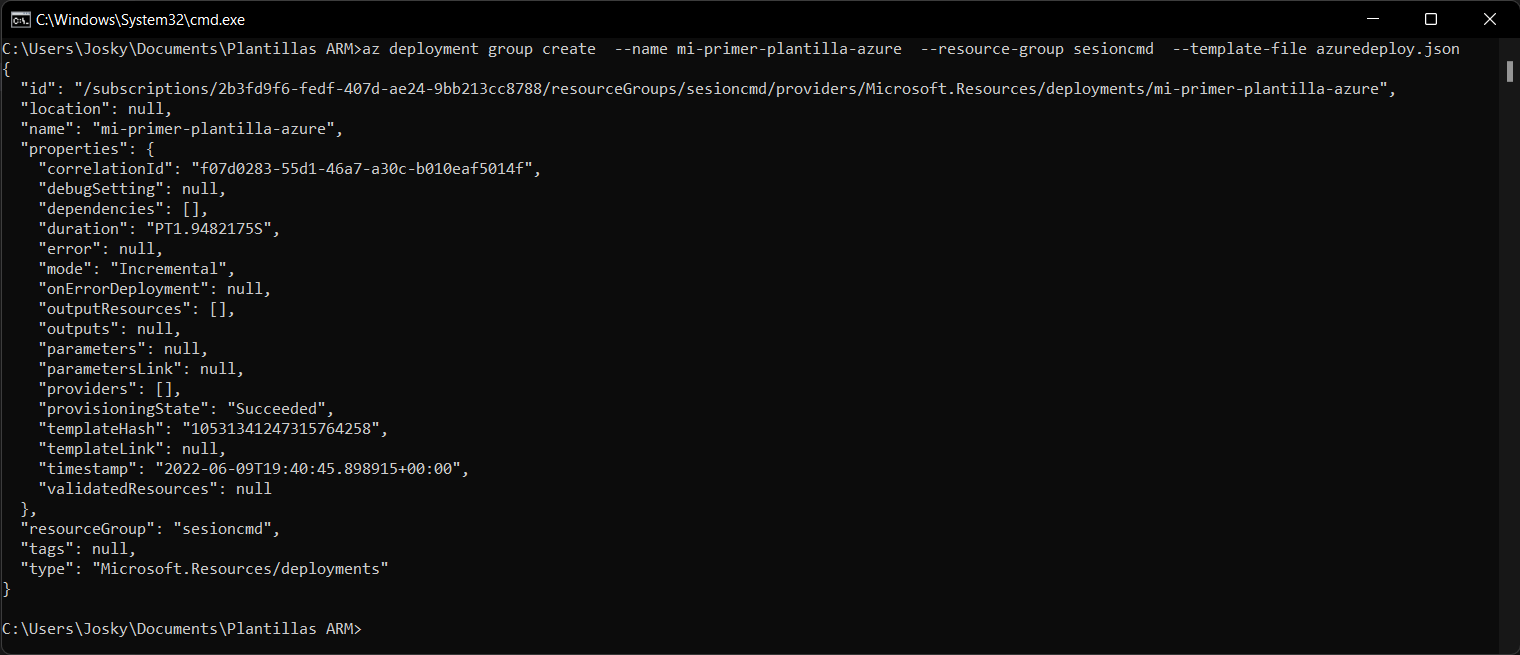 C:\Windows\System32\cmd.exe
C:\Users\Josky\Documents\Plantillas ARM>az deployment group create  --name mi-primer-plantilla-azure  --resource-group sesioncmd  --template-file azuredeploy.json
{
  "id": "/subscriptions/2b3fd9f6-fedf-407d-ae24-9bb213cc8788/resourceGroups/sesioncmd/providers/Microsoft.Resources/deployments/mi-primer-plantilla-azure",
  "location": null,
  "name": "mi-primer-plantilla-azure",
  "properties": {
    "correlationId": "f07d0283-55d1-46a7-a30c-b010eaf5014f",
    "debugSetting": null,
    "dependencies": [],
    "duration": "PT1.9482175S",
    "error": null,
    "mode": "Incremental",
    "onErrorDeployment": null,
    "outputResources": [],
    "outputs": null,
    "parameters": null,
    "parametersLink": null,
    "providers": [],
    "provisioningState": "Succeeded",
    "templateHash": "10531341247315764258",
    "templateLink": null,
    "timestamp": "2022-06-09T19:40:45.898915+00:00",
    "validatedResources": null
  },
  "resourceGroup": "sesioncmd",
  "tags": null,
  "type": "Microsoft.Resources/deployments"
}
C:\Users\Josky\Documents\Plantillas ARM>